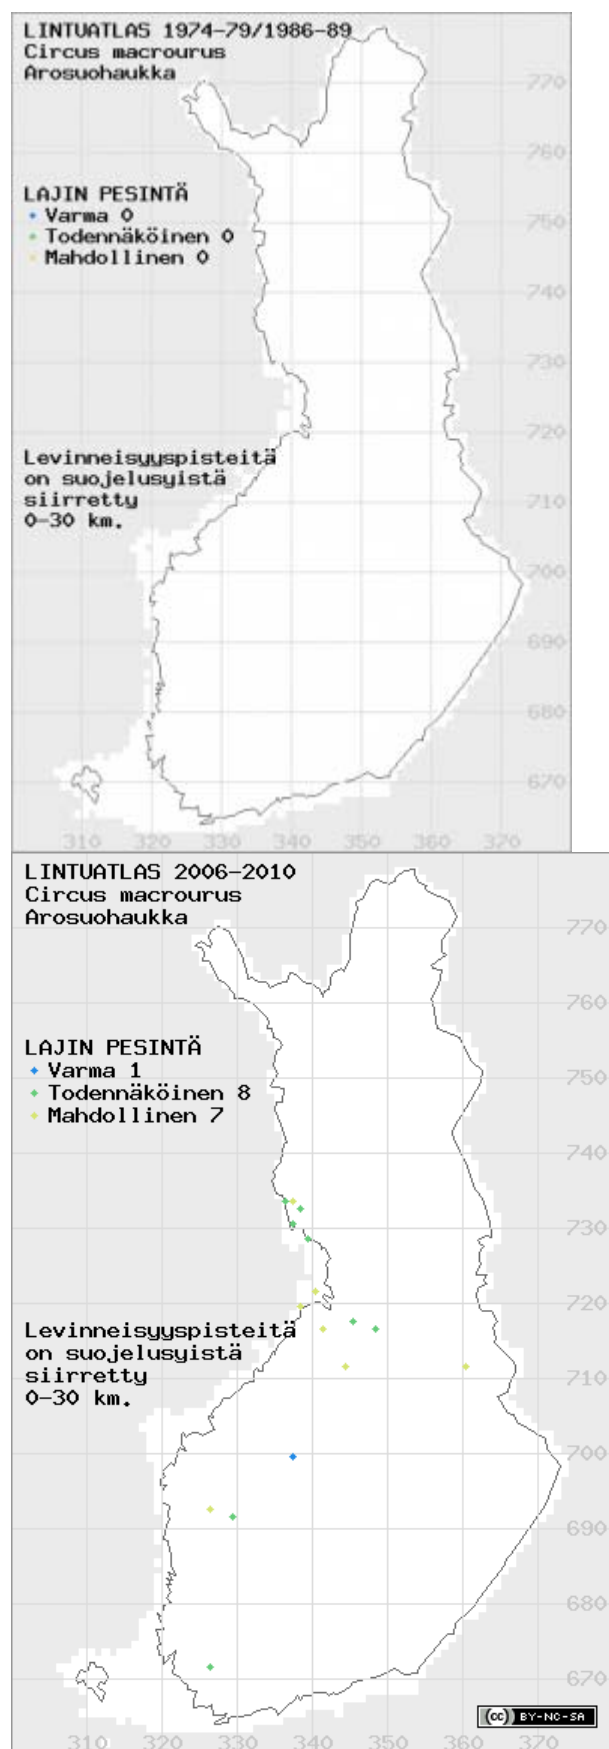 LINTUATLAS 1974-79/1986-89
Circus macrourus
Arosuohaukka
770
760
LAJIN PESINTÄ
Varma 0
750
Todennäköinen 0
Mahdollinen 0
740
730
720
Levinneisyyspisteitä
on suojelusyistä
siirretty
710
0-30 km.
700
690
680
670
310 320 330 340 350 360 370
LINTUATLAS 2006-2010
Circus macrourus
Arosuohaukka
770
760
LAJIN PESINTÄ
Varma 1
750
Todennäköinen 8
Mahdollinen 7
740
730
720
Levinneisyyspisteitä
on suojelusyistä
siirretty
710
0-30 km.
700
690
680
670
cc BY-NC-SA
310 320 330 340 350 360 370